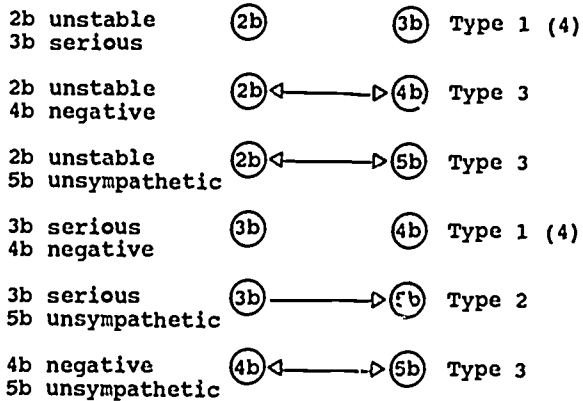 2b unstable (2b) (3b) Type 1 (4)
3b serious
2b unstable (2b) (4b) Type 3
4b negative
2b unstable (2b) (5b) Type 3
5b unsympathetic
3b serious (3b) (4b) Type 1 (4)
4b negative
3b serious (3b) (5b) Type 2
5b unsympathetic
4b negative (4b) (5b) Type 3
5b unsympathetic